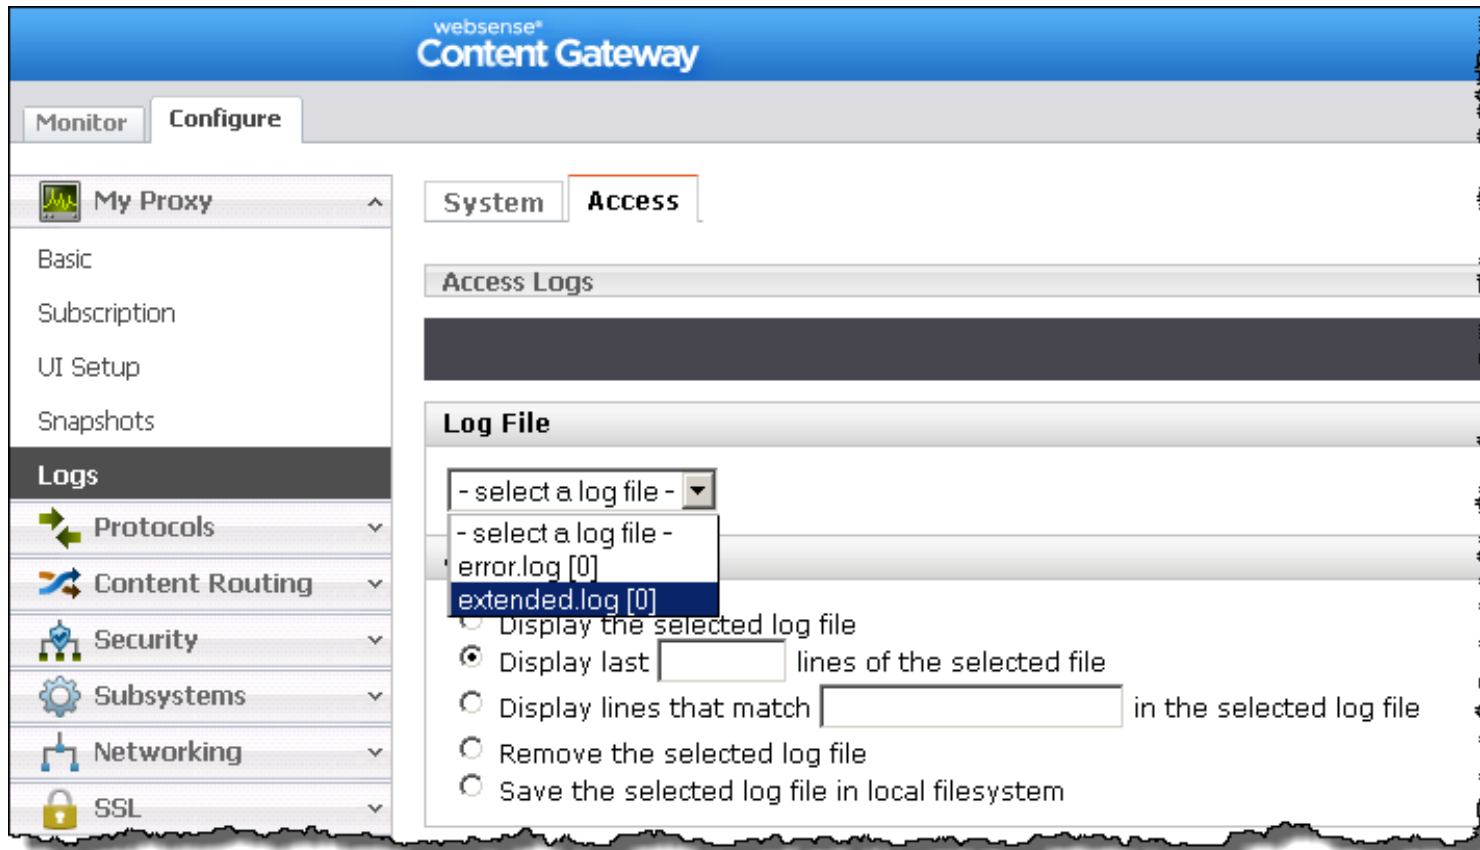 websense®
Content Gateway
Monitor
Configure
My Proxy
Basic
Subscription
UI Setup
Snapshots
Logs
Protocols
Content Routing
Security
Subsystems
Networking
SSL
System
Access
Access Logs
Log File
- select a log file -
- select a log file -
error.log [0]
extended.log [0]
Display the selected log file
Display last lines of the selected file
Display lines that match in the selected log file
Remove the selected log file
Save the selected log file in local filesystem